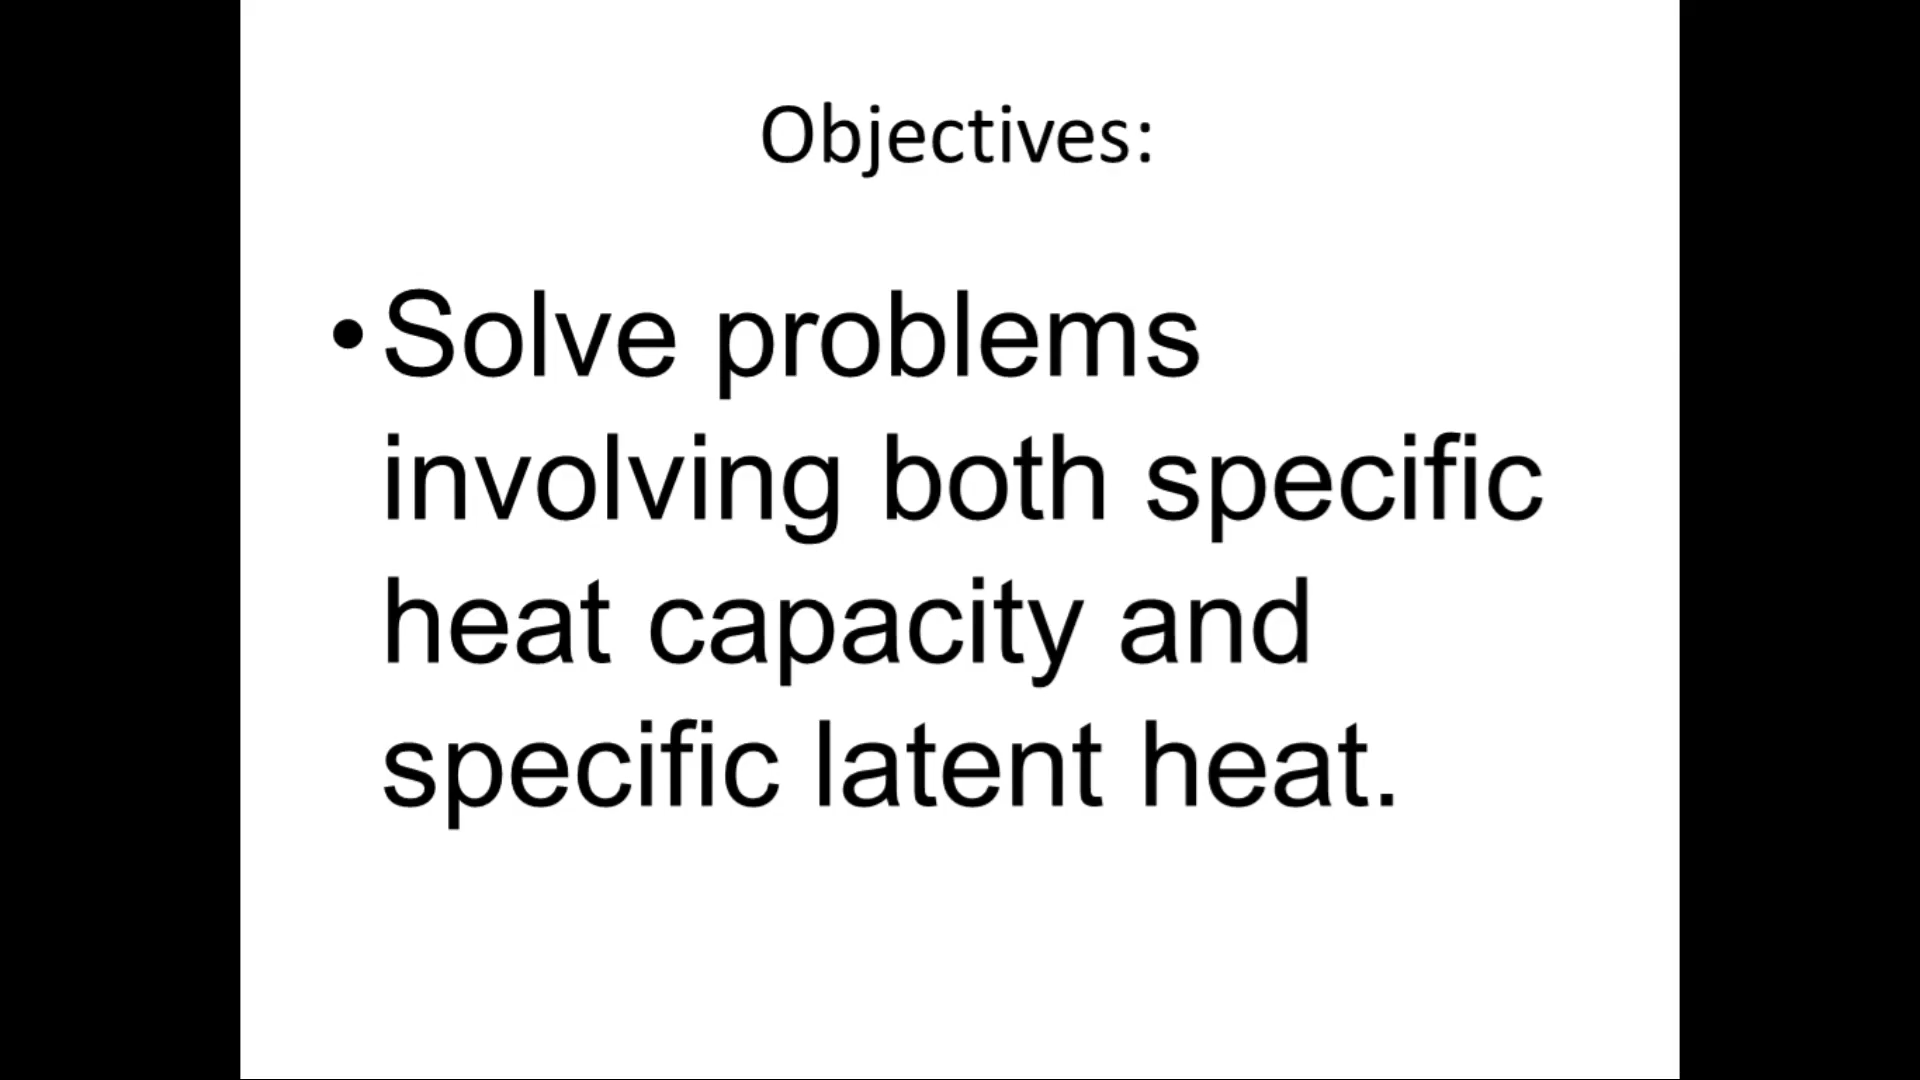 Objectives:
• Solve problems
involving both specific
heat capacity and
specific latent heat.